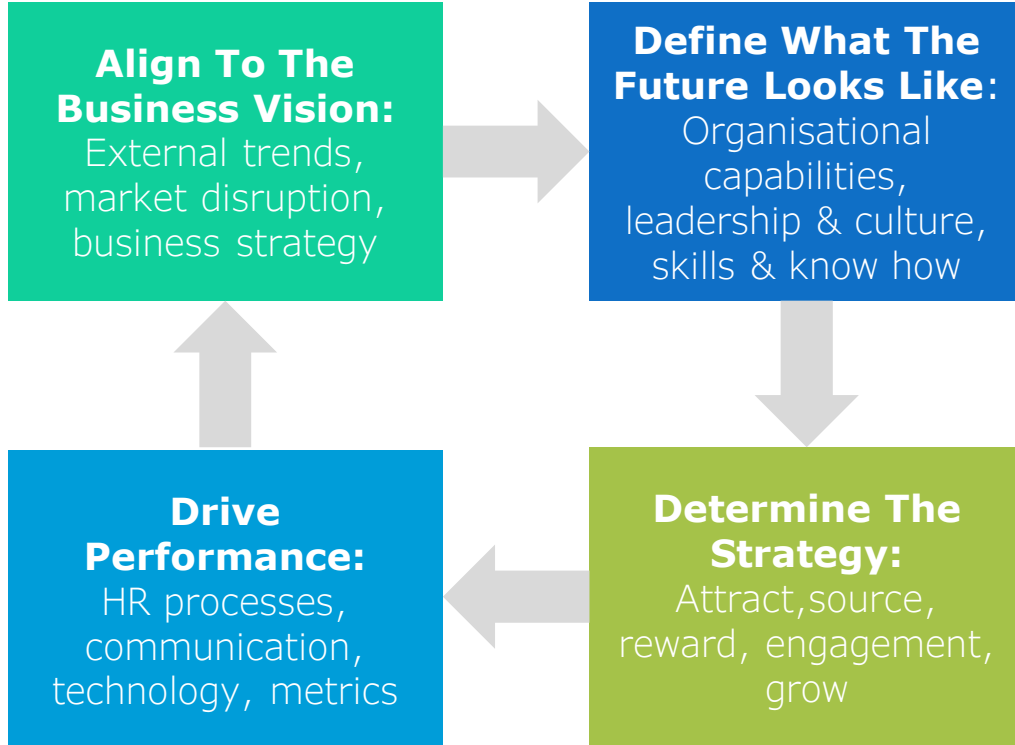 Align To The
Business Vision:
External trends,
market disruption,
business strategy
Define What The
Future Looks Like:
Organisational
capabilities,
leadership & culture,
skills & know how
Drive
Performance:
HR processes,
communication,
technology, metrics
Determine The
Strategy:
Attract,source,
reward, engagement,
grow